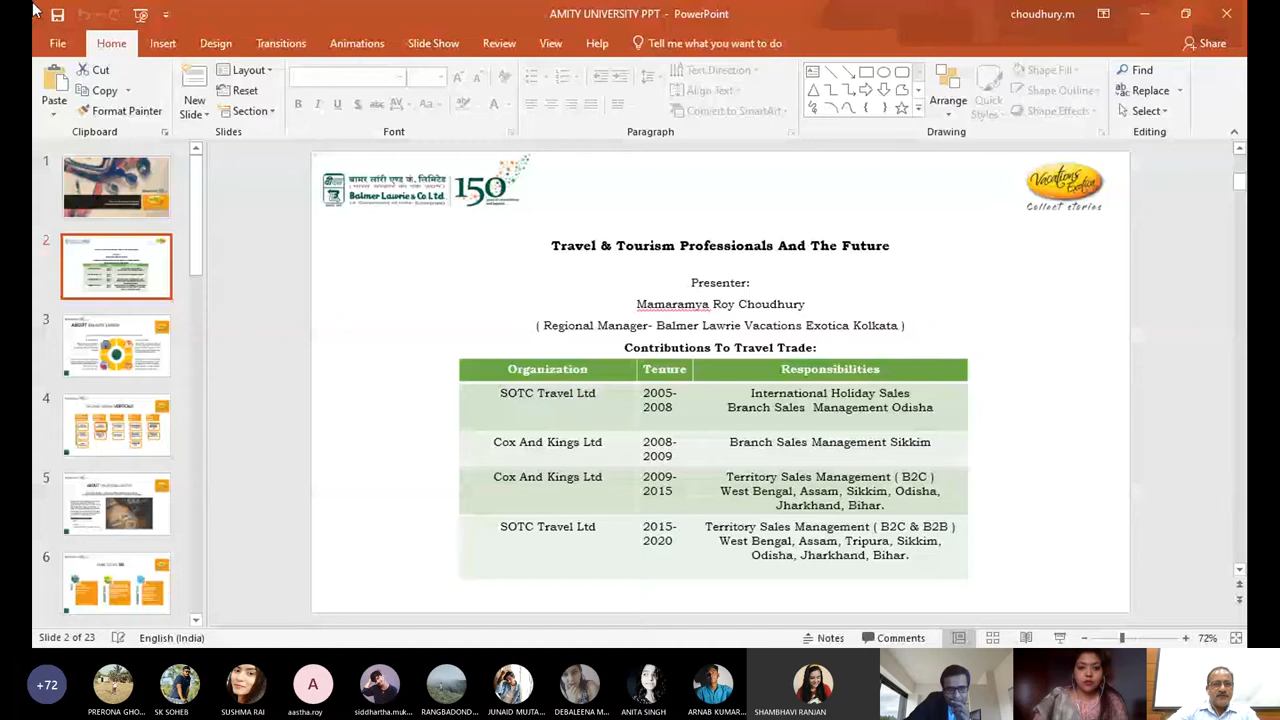 AMITY UNIVERSITY PPT - PowerPoint
choudhury.m
File Home Insert Design Transitions Animations Slide Show Review View Help Tell me what you want to do Share
Paste
Cut
Copy
Format Painter
Clipboard
New Slide
Layout
Reset
Section
Slides
Font
Text Direction
Align Text
Convert to SmartArt
Paragraph
Arrange
Quick Styles
Shape Fill
Shape Outline
Shape Effects
Drawing
Find
Replace
Select
Editing
1
2
3
4
5
6
बामर लॉरी एण्ड कं. लिमिटेड
Balmer Lawrie & Co. Ltd.
150
Vacations Exotica
Collect stories
Travel & Tourism Professionals And The Future
Presenter:
Mamaramya Roy Choudhury
( Regional Manager- Balmer Lawrie Vacations Exotica Kolkata )
Contributions To Travel Trade:
Organization Tenure Responsibilities
SOTC Travel Ltd 2005- International Holiday Sales
2008 Branch Sales Management Odisha
Cox And Kings Ltd 2008- Branch Sales Management Sikkim
2009
Cox And Kings Ltd 2009- Territory Sales Management ( B2C )
2015 West Bengal, Assam, Sikkim, Odisha,
Jharkhand, Bihar.
SOTC Travel Ltd 2015- Territory Sales Management ( B2C & B2B )
2020 West Bengal, Assam, Tripura, Sikkim,
Odisha, Jharkhand, Bihar.
Slide 2 of 23 English (India) Notes Comments 72%
+72 A
PRERONA GHO... SK SOHEB SUSHMA RAI aastha.roy siddhartha.muk... RANGBADOND... JUNAID MUJTA... DEBALEENA M... ANITA SINGH ARNAB KUMAR... SHAMBHAVI RANJAN